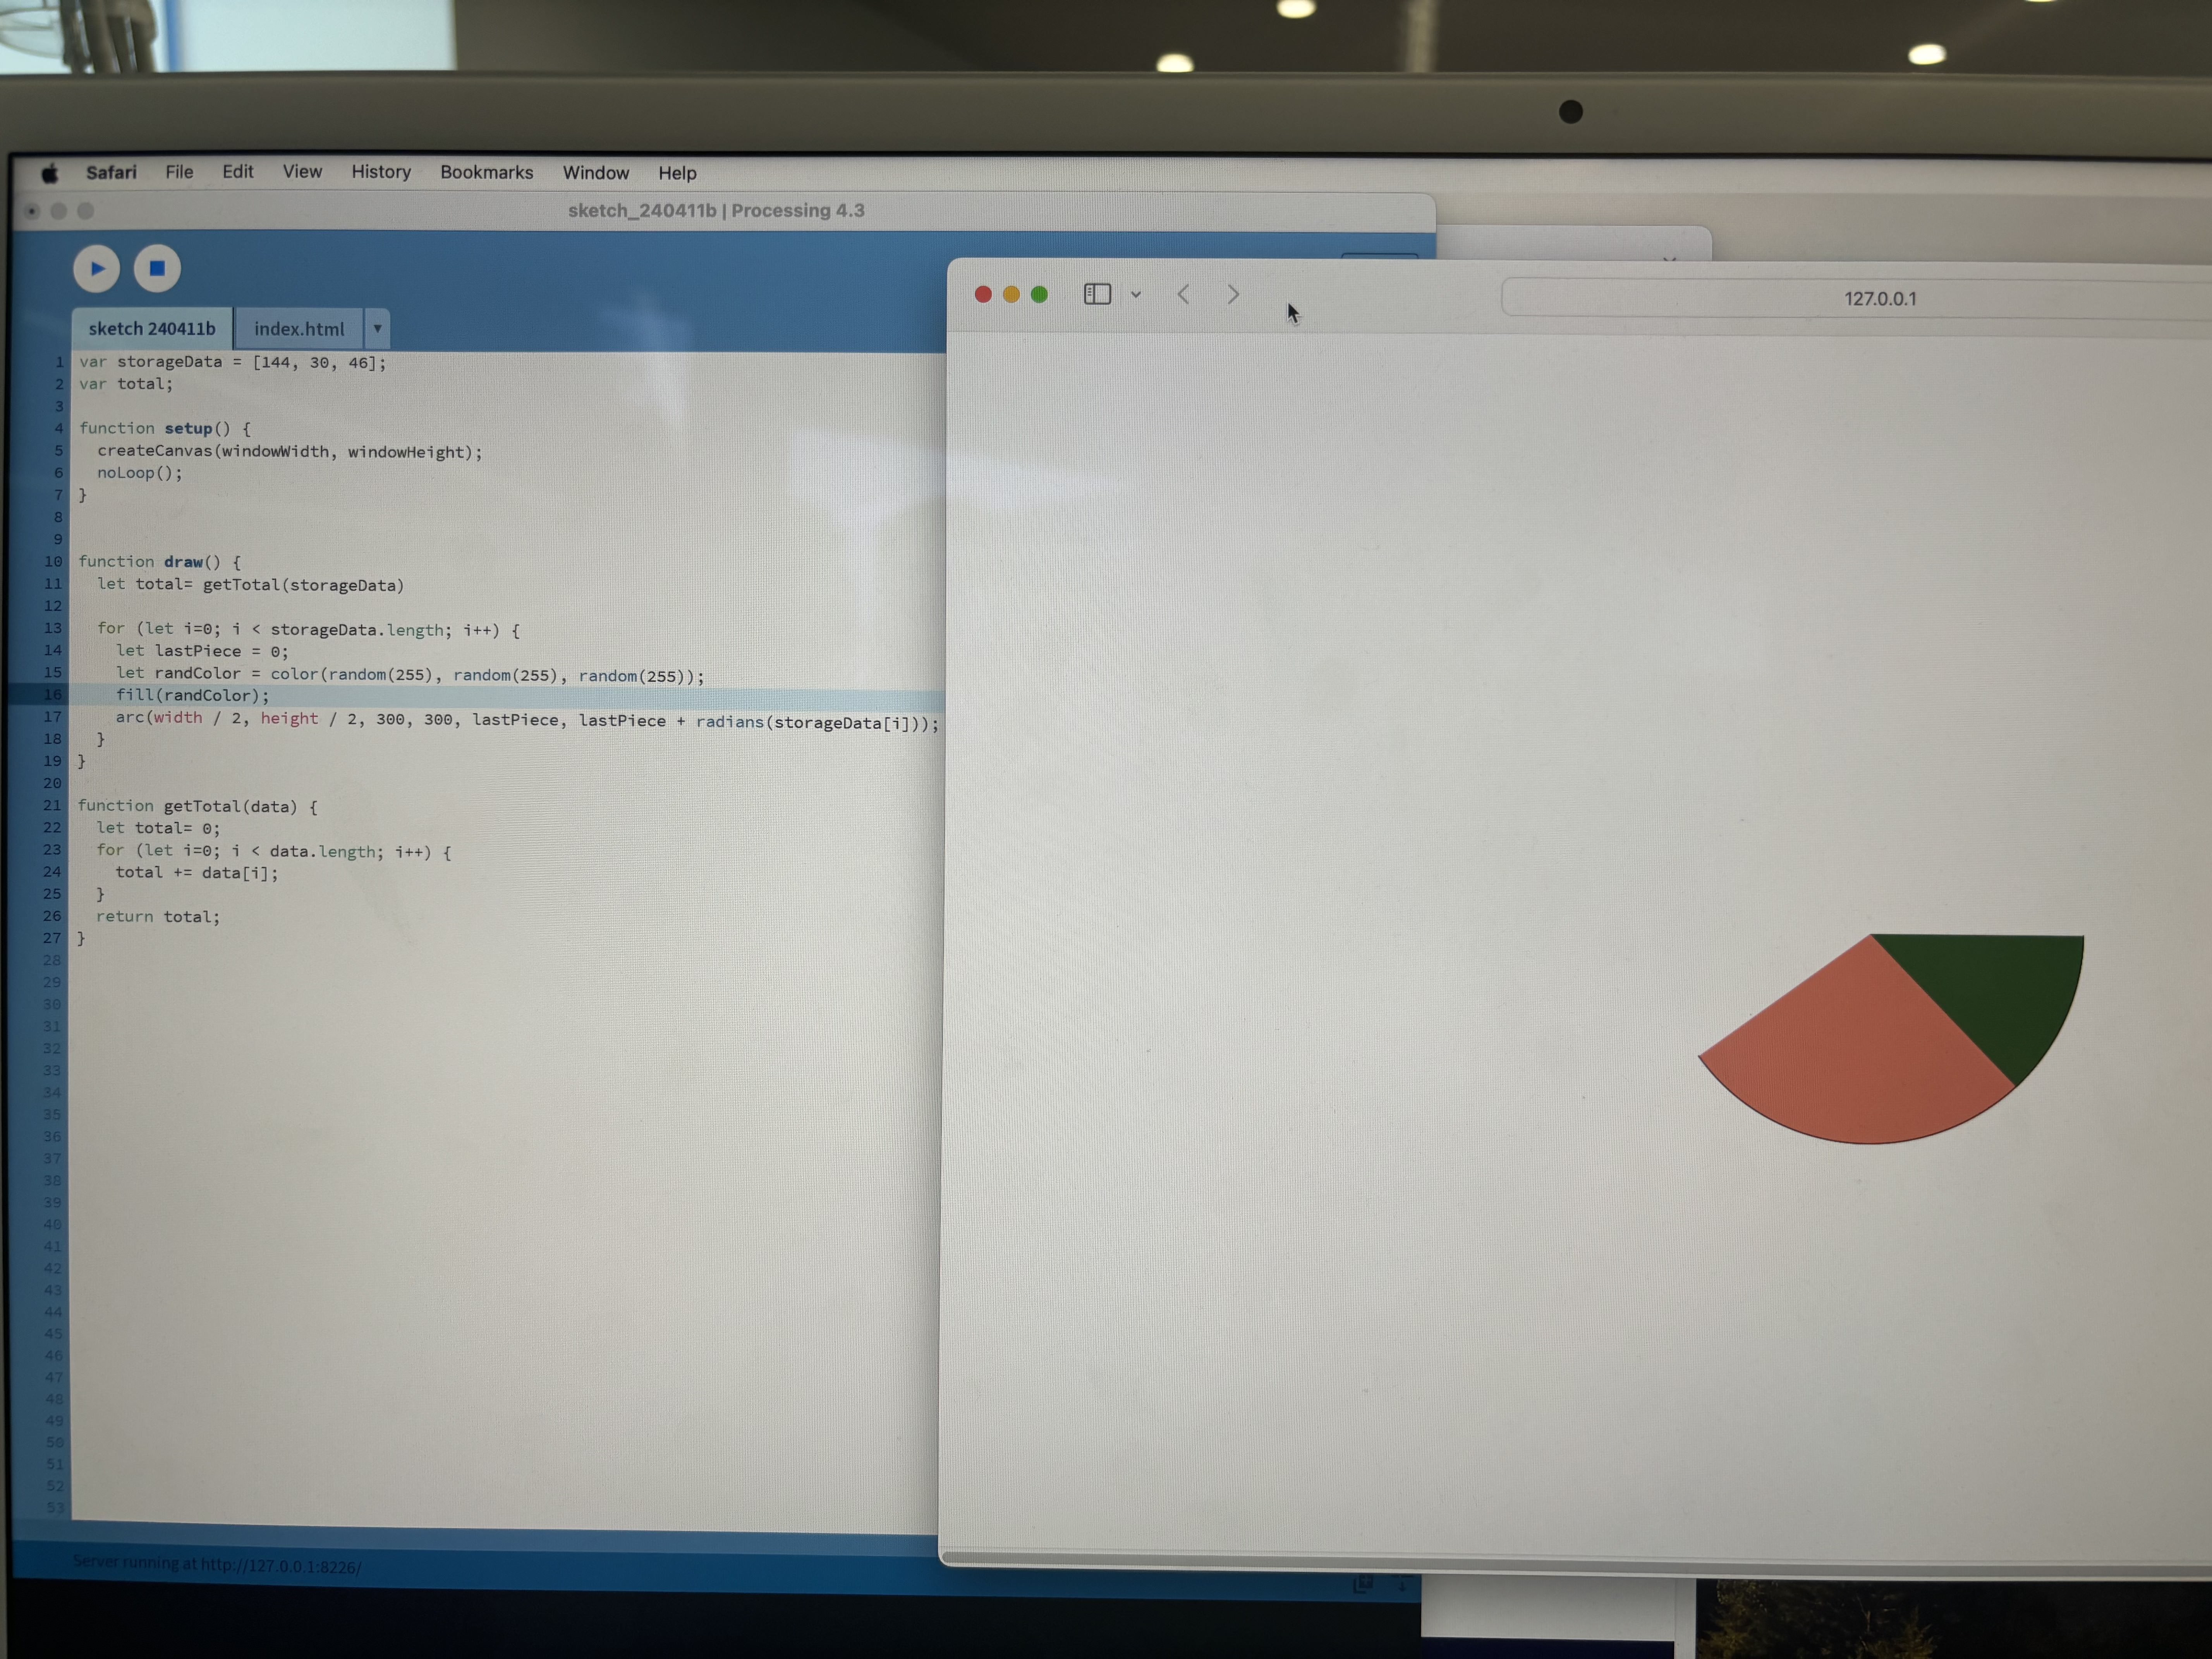 Safari File Edit View History Bookmarks Window Help
sketch_240411b | Processing 4.3
127.0.0.1
sketch 240411b index.html ▼
1 var storageData = [144, 30, 46];
2 var total;
3
4 function setup() {
5 createCanvas(windowWidth, windowHeight);
6 noLoop();
7 }
8
9
10 function draw() {
11 let total= getTotal(storageData)
12
13 for (let i=0; i < storageData.length; i++) {
14 let lastPiece = 0;
15 let randColor = color(random(255), random(255), random(255));
16 fill(randColor);
17 arc(width / 2, height / 2, 300, 300, lastPiece, lastPiece + radians(storageData[i]));
18 }
19 }
20
21 function getTotal(data) {
22 let total= 0;
23 for (let i=0; i < data.length; i++) {
24 total += data[i];
25 }
26 return total;
27 }
28
29
30
31
32
33
34
35
36
37
38
39
40
41
42
43
44
45
46
47
48
49
50
51
52
53
Server running at http://127.0.0.1:8226/